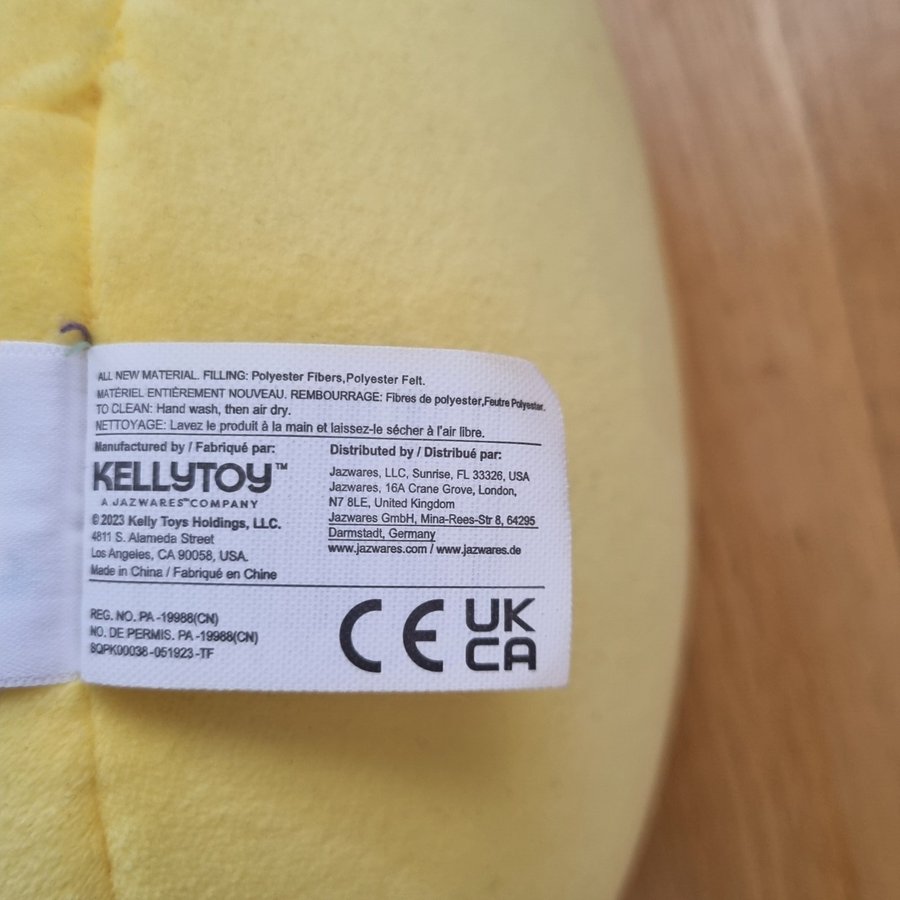 ALL NEW MATERIAL. FILLING: Polyester Fibers,Polyester Felt.
MATÉRIEL ENTIÈREMENT NOUVEAU. REMBOURRAGE: Fibres de polyester,Feutre Polyester.
TO CLEAN: Hand wash, then air dry.
NETTOYAGE: Lavez le produit à la main et laissez-le sécher à l'air libre.
Manufactured by / Fabriqué par:
KELLYTOY™
A JAZWARES™ COMPANY
©2023 Kelly Toys Holdings, LLC.
4811 S. Alameda Street
Los Angeles, CA 90058, USA.
Made in China / Fabriqué en Chine
Distributed by / Distribué par:
Jazwares, LLC, Sunrise, FL 33326, USA
Jazwares, 16A Crane Grove, London,
N7 8LE, United Kingdom
Jazwares GmbH, Mina-Rees-Str 8, 64295
Darmstadt, Germany
www.jazwares.com / www.jazwares.de
REG. NO. PA-19988(CN)
NO. DE PERMIS. PA-19988(CN)
SQPK00038-051923-TF
CE
UK
CA